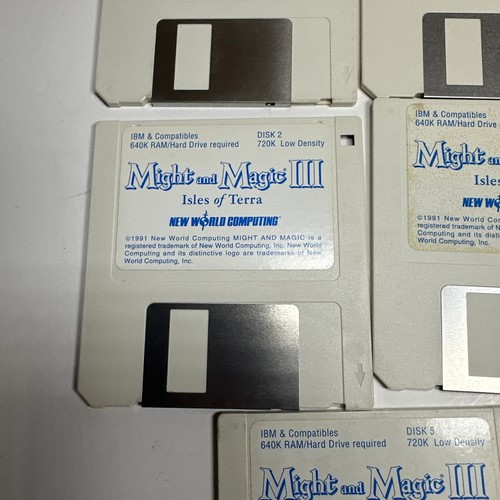 IBM & Compatibles DISK 2
640K RAM/Hard Drive required 720K Low Density
Might and Magic III
Isles of Terra
NEW WORLD COMPUTING™
©1991 New World Computing MIGHT AND MAGIC is a
registered trademark of New World Computing, Inc. New World
Computing and its distinctive logo are trademarks of New
World Computing, Inc.
IBM & Compatibles
640K RAM/Hard Drive required
Might and
Isles
NEW
©1991 New World Computing
registered trademark of New
Computing and its
World Computing, Inc.
IBM & Compatibles DISK 5
640K RAM/Hard Drive required 720K Low Density
Might and Magic III